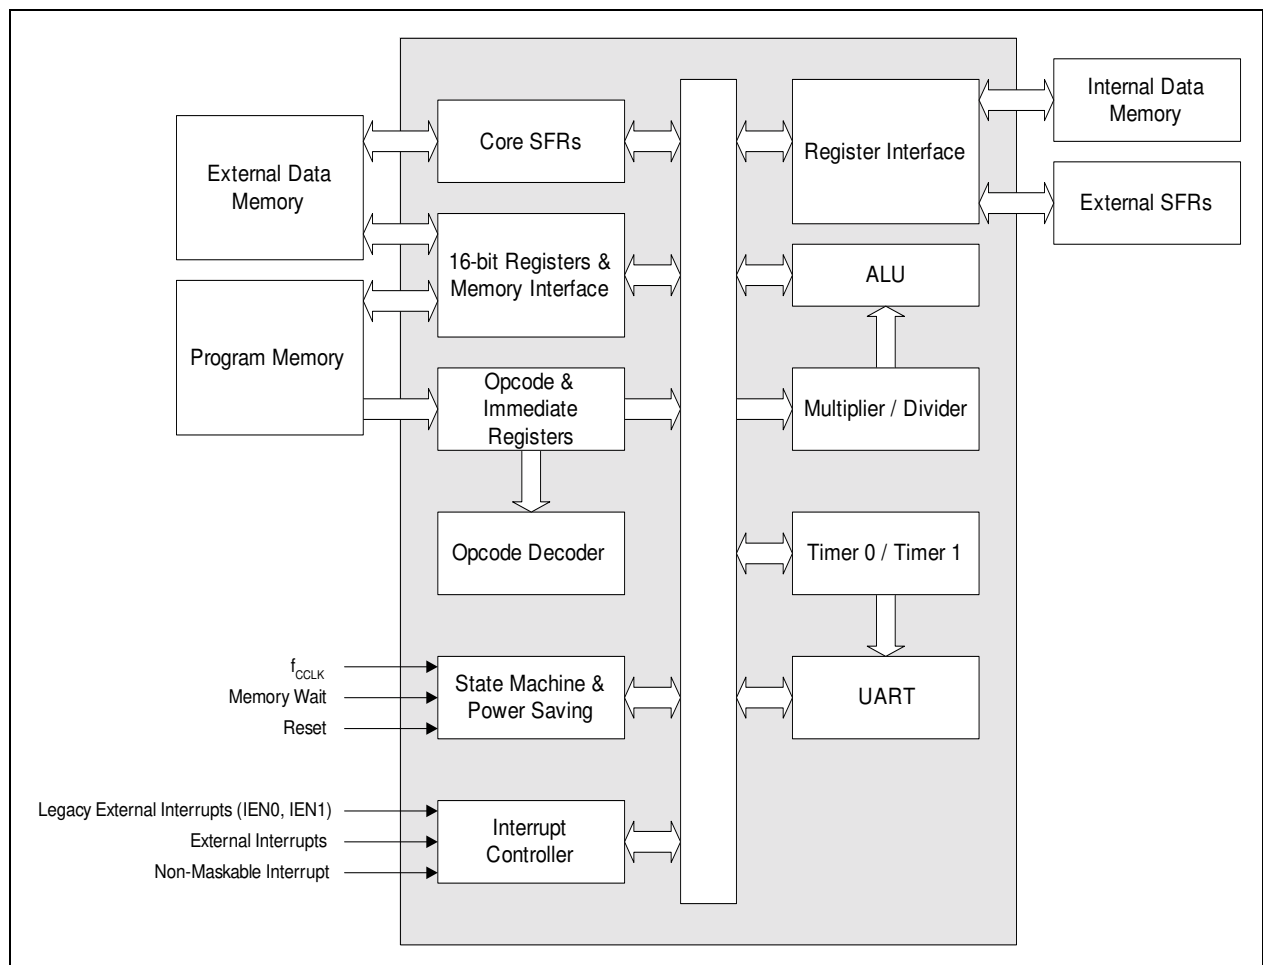 External Data
Memory
Program Memory
Core SFRs
16-bit Registers &
Memory Interface
Opcode &
Immediate
Registers
Opcode Decoder
State Machine &
Power Saving
Interrupt
Controller
fCCLK
Memory Wait
Reset
Legacy External Interrupts (IEN0, IEN1)
External Interrupts
Non-Maskable Interrupt
Register Interface
ALU
Multiplier / Divider
Timer 0 / Timer 1
UART
Internal Data
Memory
External SFRs